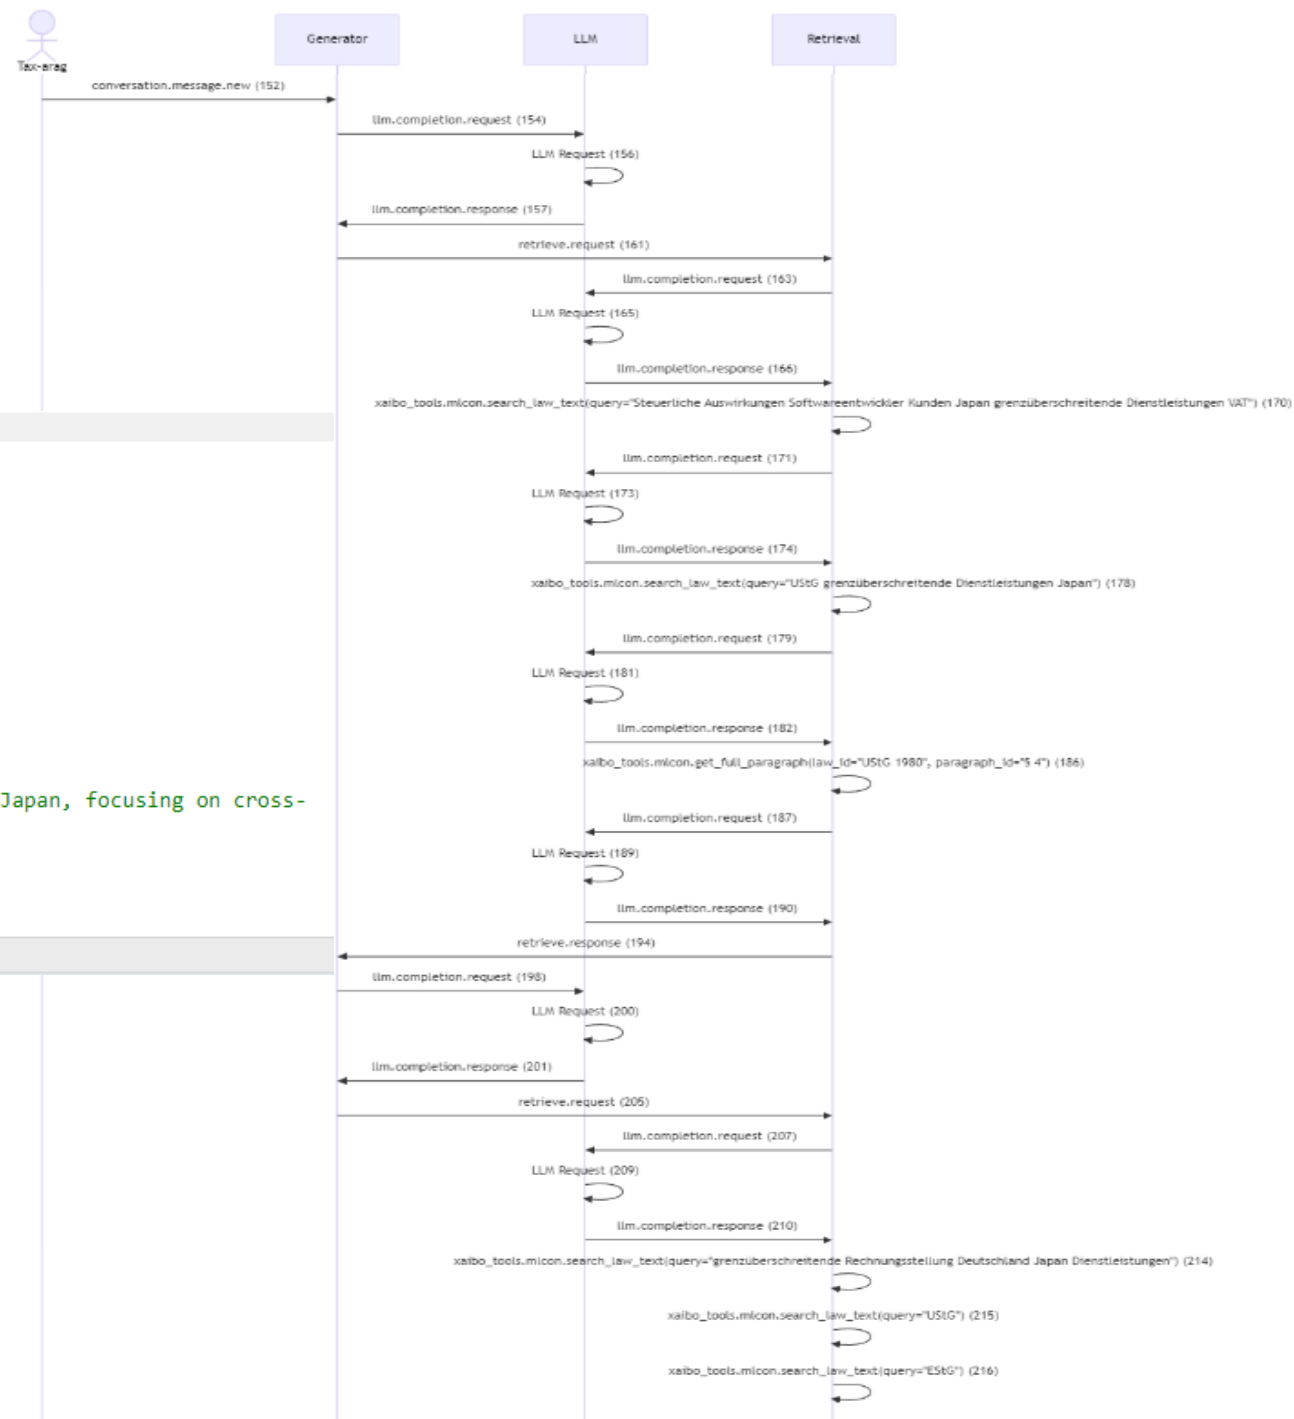 Generator
LLM
Retrieval
Tax-arag
conversation.message.new (152)
llm.completion.request (154)
LLM Request (156)
llm.completion.response (157)
retrieve.request (161)
llm.completion.request (163)
LLM Request (165)
llm.completion.response (166)
xaibo_tools.mlcon.search_law_text(query="Steuerliche Auswirkungen Softwareentwickler Kunden Japan grenzüberschreitende Dienstleistungen VAT") (170)
llm.completion.request (171)
LLM Request (173)
llm.completion.response (174)
xaibo_tools.mlcon.search_law_text(query="UStG grenzüberschreitende Dienstleistungen Japan") (178)
llm.completion.request (179)
LLM Request (181)
llm.completion.response (182)
xaibo_tools.mlcon.get_full_paragraph(law_id="UStG 1980", paragraph_id="§ 4") (186)
Japan, focusing on cross-
llm.completion.request (187)
LLM Request (189)
llm.completion.response (190)
retrieve.response (194)
llm.completion.request (198)
LLM Request (200)
llm.completion.response (201)
retrieve.request (205)
llm.completion.request (207)
LLM Request (209)
llm.completion.response (210)
xaibo_tools.mlcon.search_law_text(query="grenzüberschreitende Rechnungsstellung Deutschland Japan Dienstleistungen") (214)
xaibo_tools.mlcon.search_law_text(query="UStG") (215)
xaibo_tools.mlcon.search_law_text(query="EStG") (216)